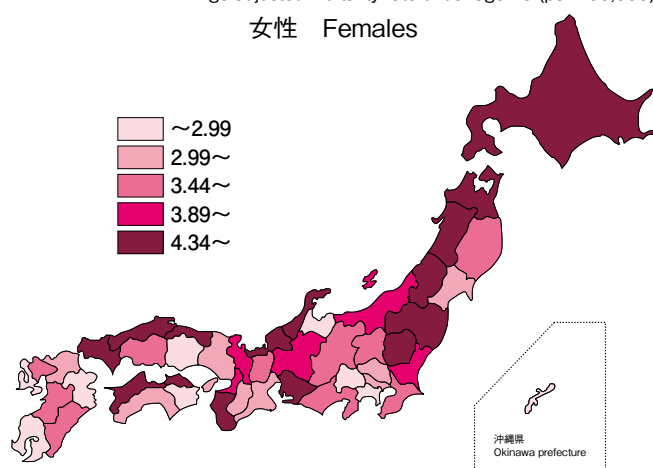 女性 Females
～2.99
2.99～
3.44～
3.89～
4.34～
沖縄県
Okinawa prefecture